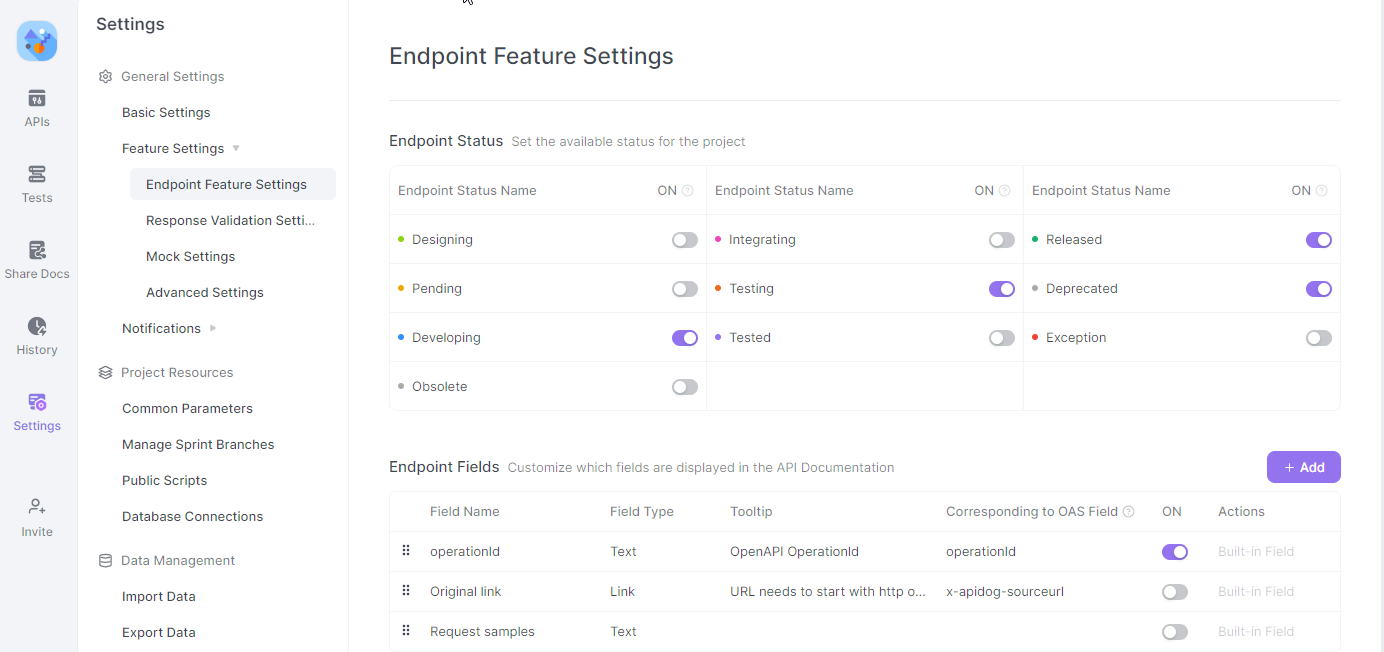 Settings
General Settings
Basic Settings
Feature Settings
Endpoint Feature Settings
Response Validation Setti...
Mock Settings
Advanced Settings
Notifications
Project Resources
Common Parameters
Manage Sprint Branches
Public Scripts
Database Connections
Data Management
Import Data
Export Data
APIs
Tests
Share Docs
History
Settings
Invite
Endpoint Feature Settings
Endpoint Status Set the available status for the project
Endpoint Status Name ON ? Endpoint Status Name ON ? Endpoint Status Name ON ?
Designing Integrating Released
Pending Testing Deprecated
Developing Tested Exception
Obsolete
Endpoint Fields Customize which fields are displayed in the API Documentation + Add
Field Name Field Type Tooltip Corresponding to OAS Field ? ON Actions
operationId Text OpenAPI OperationId operationId Built-in Field
Original link Link URL needs to start with http o... x-apidog-sourceurl Built-in Field
Request samples Text Built-in Field